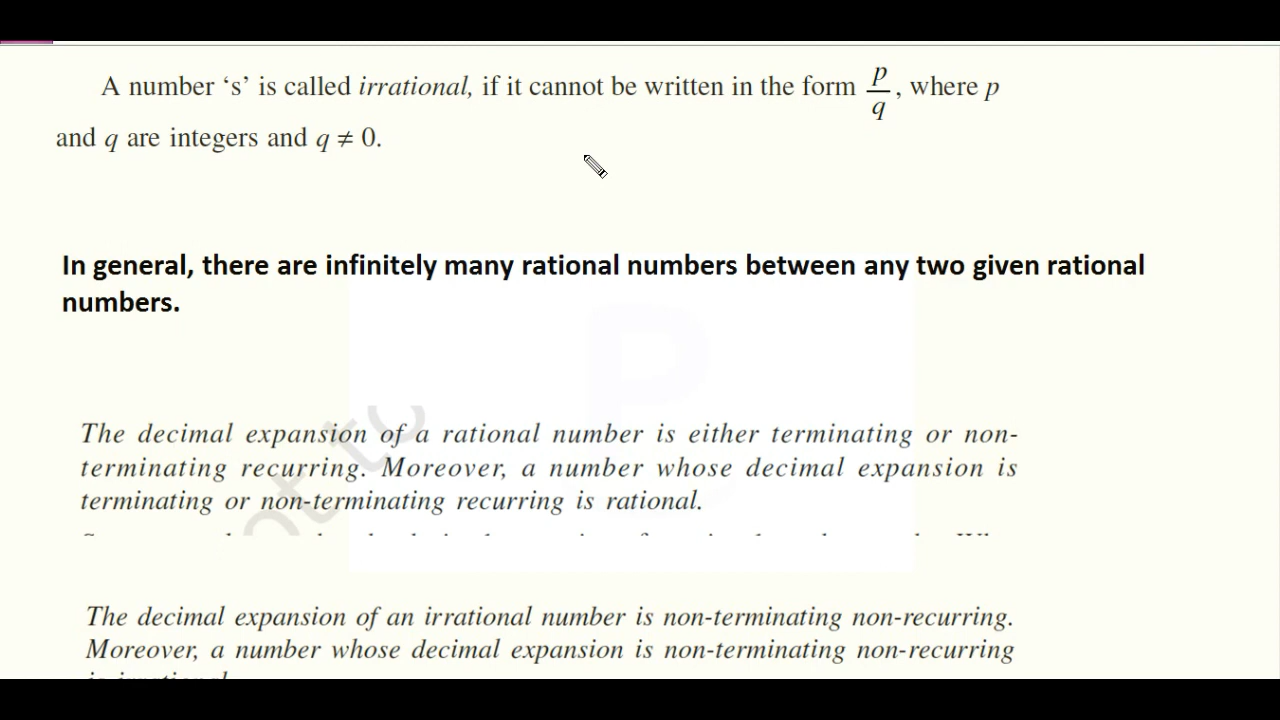 A number ‘s’ is called irrational, if it cannot be written in the form p/q, where p
and q are integers and q ≠ 0.
In general, there are infinitely many rational numbers between any two given rational
numbers.
The decimal expansion of a rational number is either terminating or non-
terminating recurring. Moreover, a number whose decimal expansion is
terminating or non-terminating recurring is rational.
The decimal expansion of an irrational number is non-terminating non-recurring.
Moreover, a number whose decimal expansion is non-terminating non-recurring